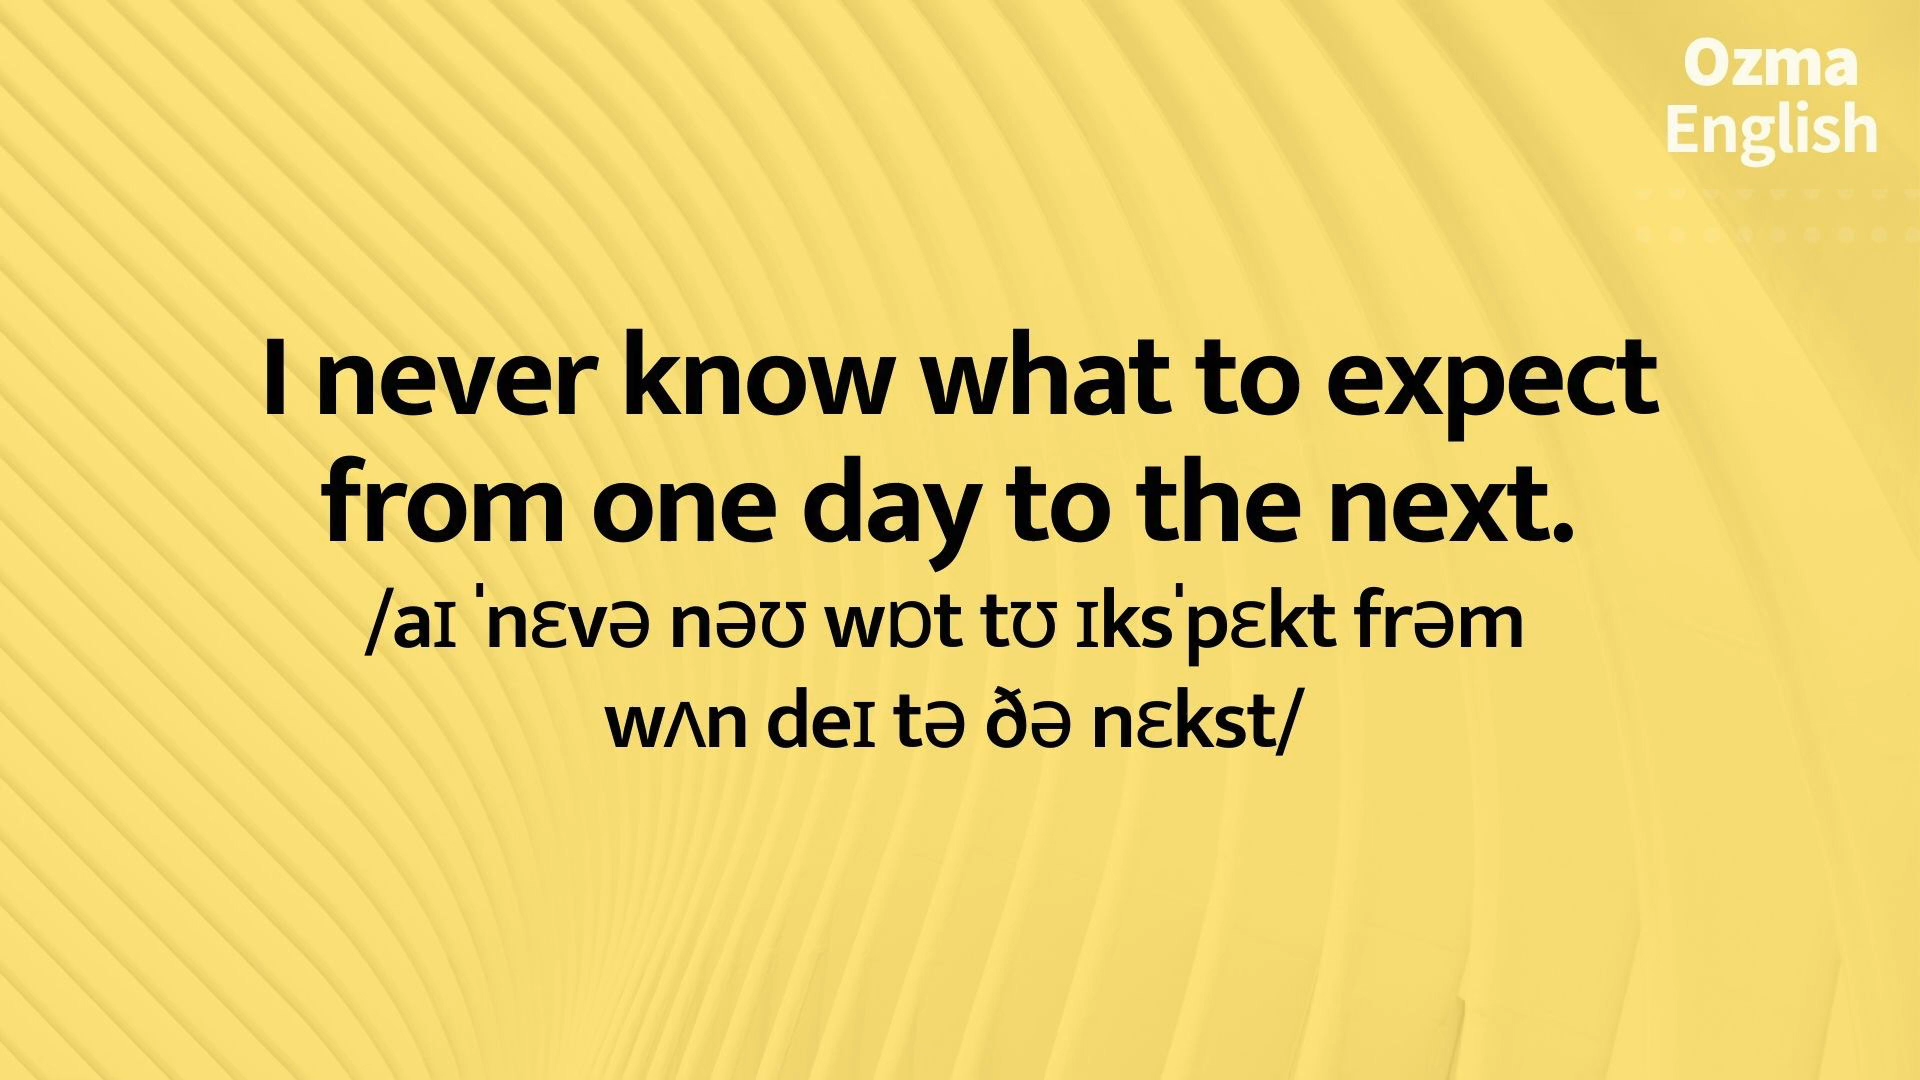 Ozma
English
I never know what to expect
from one day to the next.
/aɪ ˈnɛvə nəʊ wɒt tʊ ɪksˈpɛkt frəm
wʌn deɪ tə ðə nɛkst/